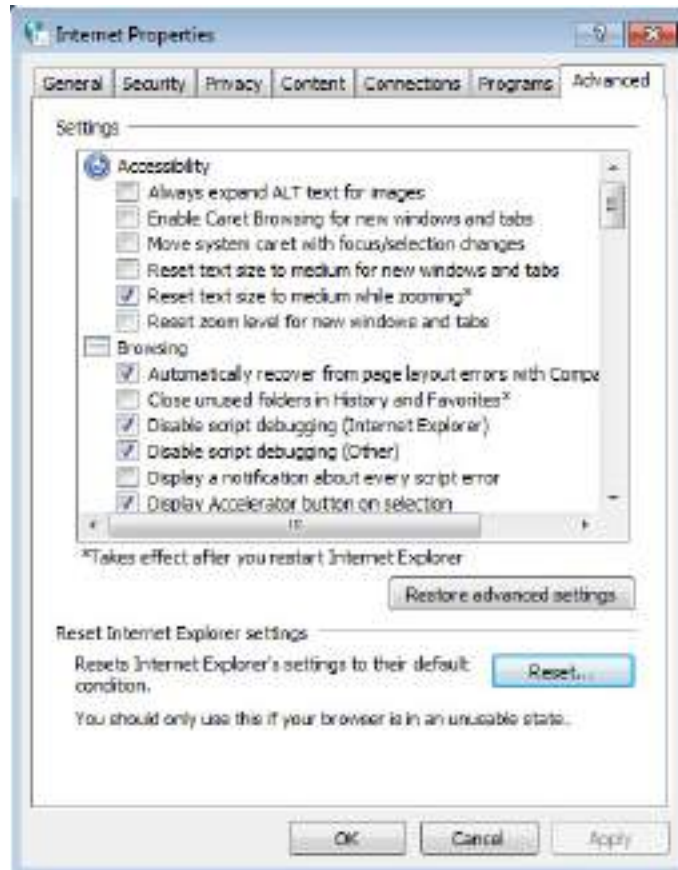 Internet Properties
General Security Privacy Content Connections Programs Advanced
Settings
Accessibility
Always expand ALT text for images
Enable Caret Browsing for new windows and tabs
Move system caret with focus/selection changes
Reset text size to medium for new windows and tabs
Reset text size to medium while zooming*
Reset zoom level for new windows and tabs
Browsing
Automatically recover from page layout errors with Compa
Close unused folders in History and Favorites*
Disable script debugging (Internet Explorer)
Disable script debugging (Other)
Display a notification about every script error
Display Accelerator button on selection
*Takes effect after you restart Internet Explorer
Restore advanced settings
Reset Internet Explorer settings
Resets Internet Explorer's settings to their default
condition.
Reset...
You should only use this if your browser is in an unusable state.
OK Cancel Apply